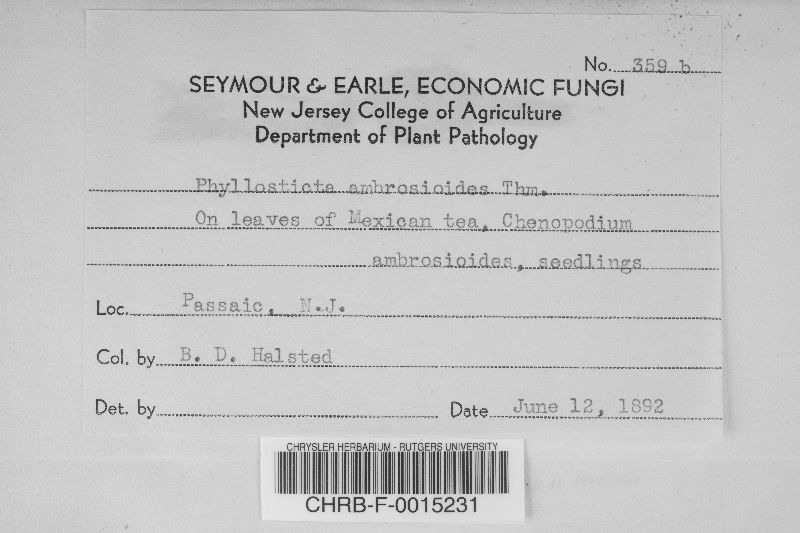 No. 359 b
SEYMOUR & EARLE, ECONOMIC FUNGI
New Jersey College of Agriculture
Department of Plant Pathology
Phyllosticta ambrosioides Thm.
On leaves of Mexican tea, Chenopodium
ambrosioides, seedlings
Loc. Passaic, N.J.
Col. by B. D. Halsted
Det. by
Date June 12, 1892
CHRYSLER HERBARIUM - RUTGERS UNIVERSITY
CHRB-F-0015231